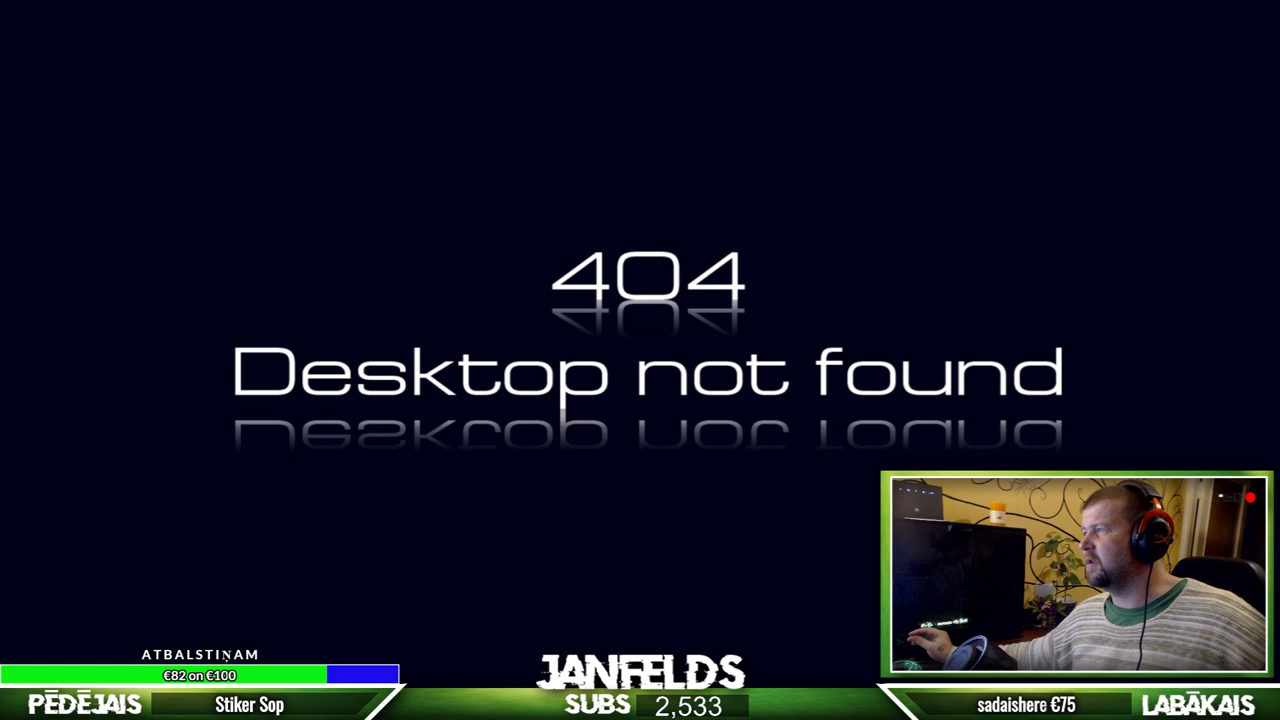 404
Desktop not found
ATBALSTIŅAM
€82 on €100
PĒDĒJAIS
Stiker Sop
JANFELDS
SUBS 2,533
sadaishere €75
LABĀKAIS